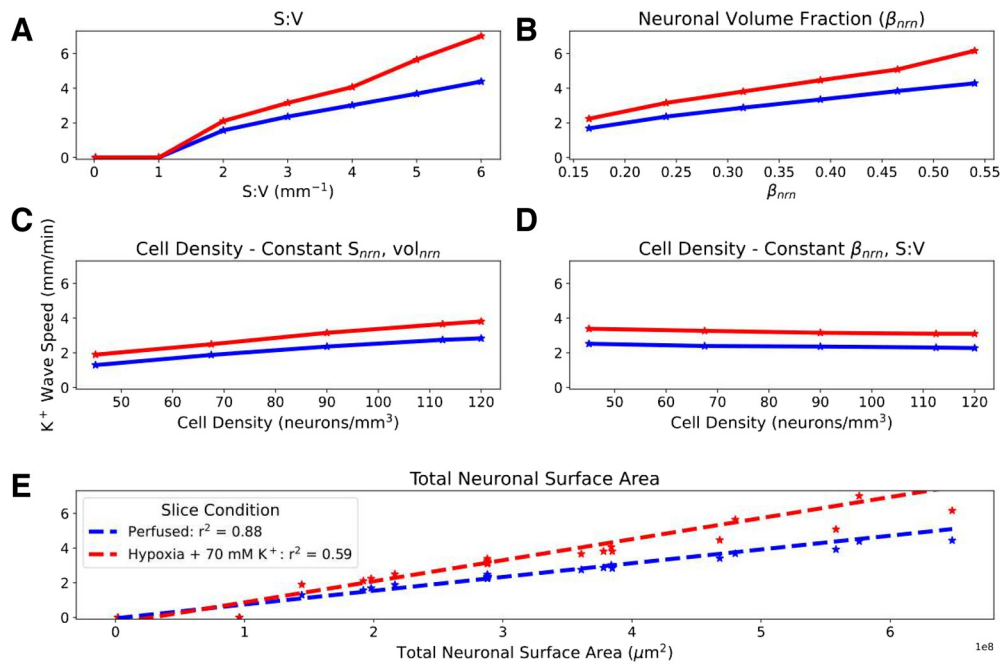 A
S:V
6
4
2
0
0 1 2 3 4 5 6
S:V (mm⁻¹)
B
Neuronal Volume Fraction (βnrn)
6
4
2
0
0.15 0.20 0.25 0.30 0.35 0.40 0.45 0.50 0.55
βnrn
C
Cell Density - Constant Snrn, volnrn
6
4
2
0
50 60 70 80 90 100 110 120
Cell Density (neurons/mm³)
K⁺ Wave Speed (mm/min)
D
Cell Density - Constant βnrn, S:V
6
4
2
0
50 60 70 80 90 100 110 120
Cell Density (neurons/mm³)
E
Total Neuronal Surface Area
Slice Condition
Perfused: r² = 0.88
Hypoxia + 70 mM K⁺: r² = 0.59
6
4
2
0
0 1 2 3 4 5 6
1e8
Total Neuronal Surface Area (μm²)